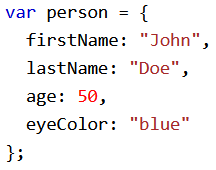 var person = {
  firstName: "John",
  lastName: "Doe",
  age: 50,
  eyeColor: "blue"
};